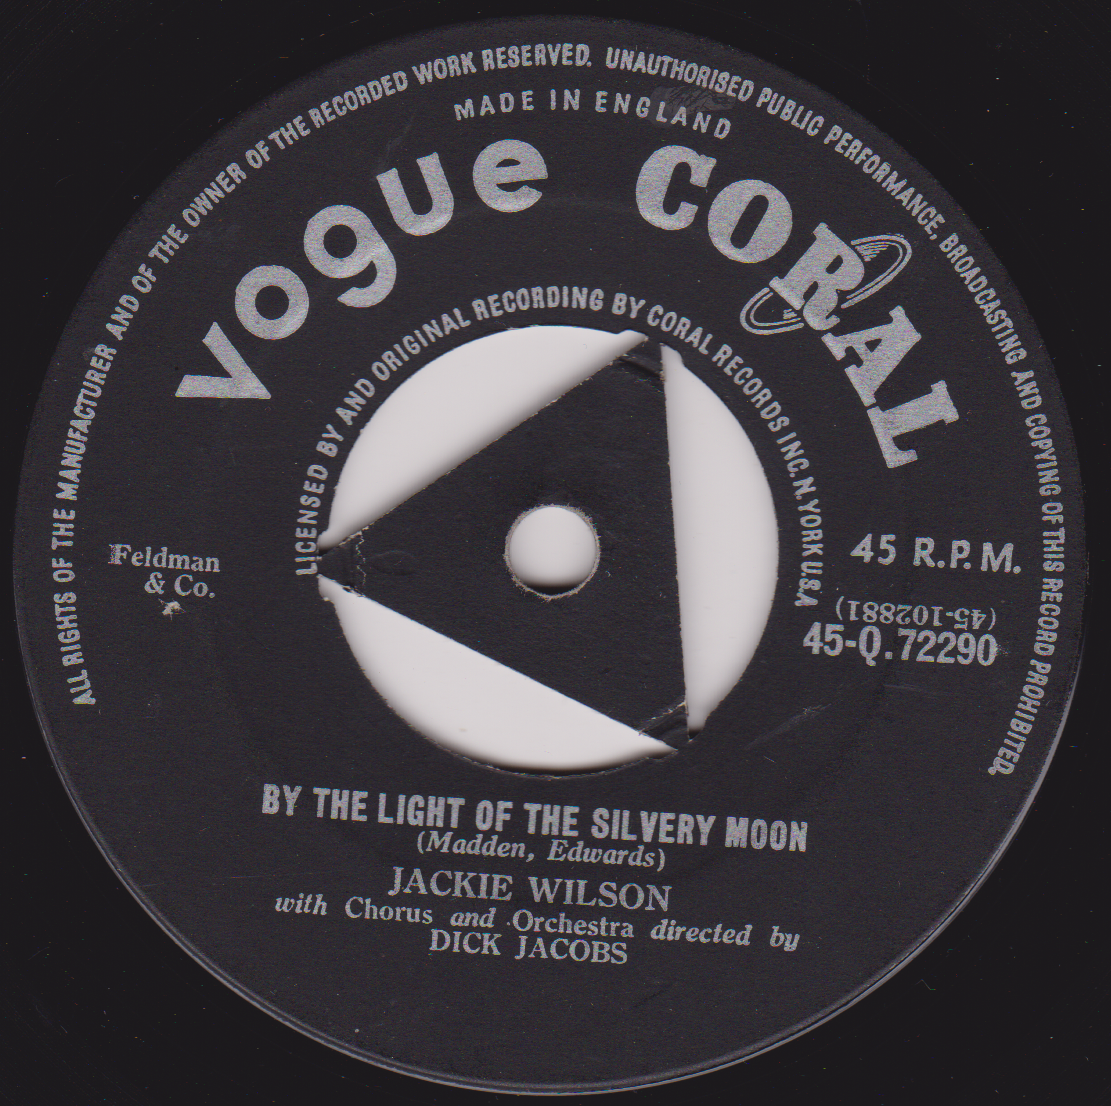 ALL RIGHTS OF THE MANUFACTURER AND OF THE OWNER OF THE RECORDED WORK RESERVED. UNAUTHORISED PUBLIC PERFORMANCE, BROADCASTING AND COPYING OF THIS RECORD PROHIBITED.
MADE IN ENGLAND
Vogue CORAL
LICENSED BY AND ORIGINAL RECORDING BY CORAL RECORDS INC. N. YORK U.S.A
Feldman
& Co.
45 R.P.M.
(45-102881)
45-Q.72290
BY THE LIGHT OF THE SILVERY MOON
(Madden, Edwards)
JACKIE WILSON
with Chorus and Orchestra directed by
DICK JACOBS